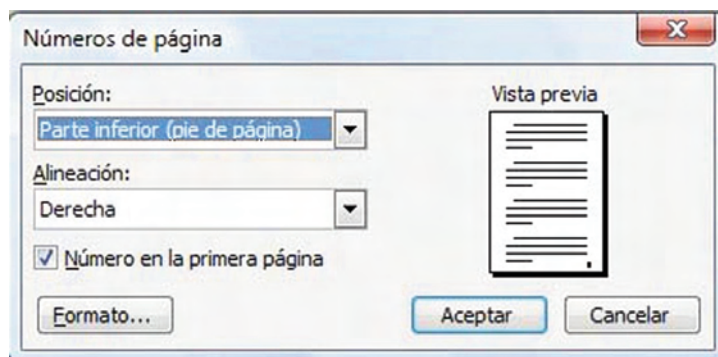 Números de página
Posición:
Parte inferior (pie de página)
Alineación:
Derecha
Número en la primera página
Formato...
Vista previa
Aceptar
Cancelar